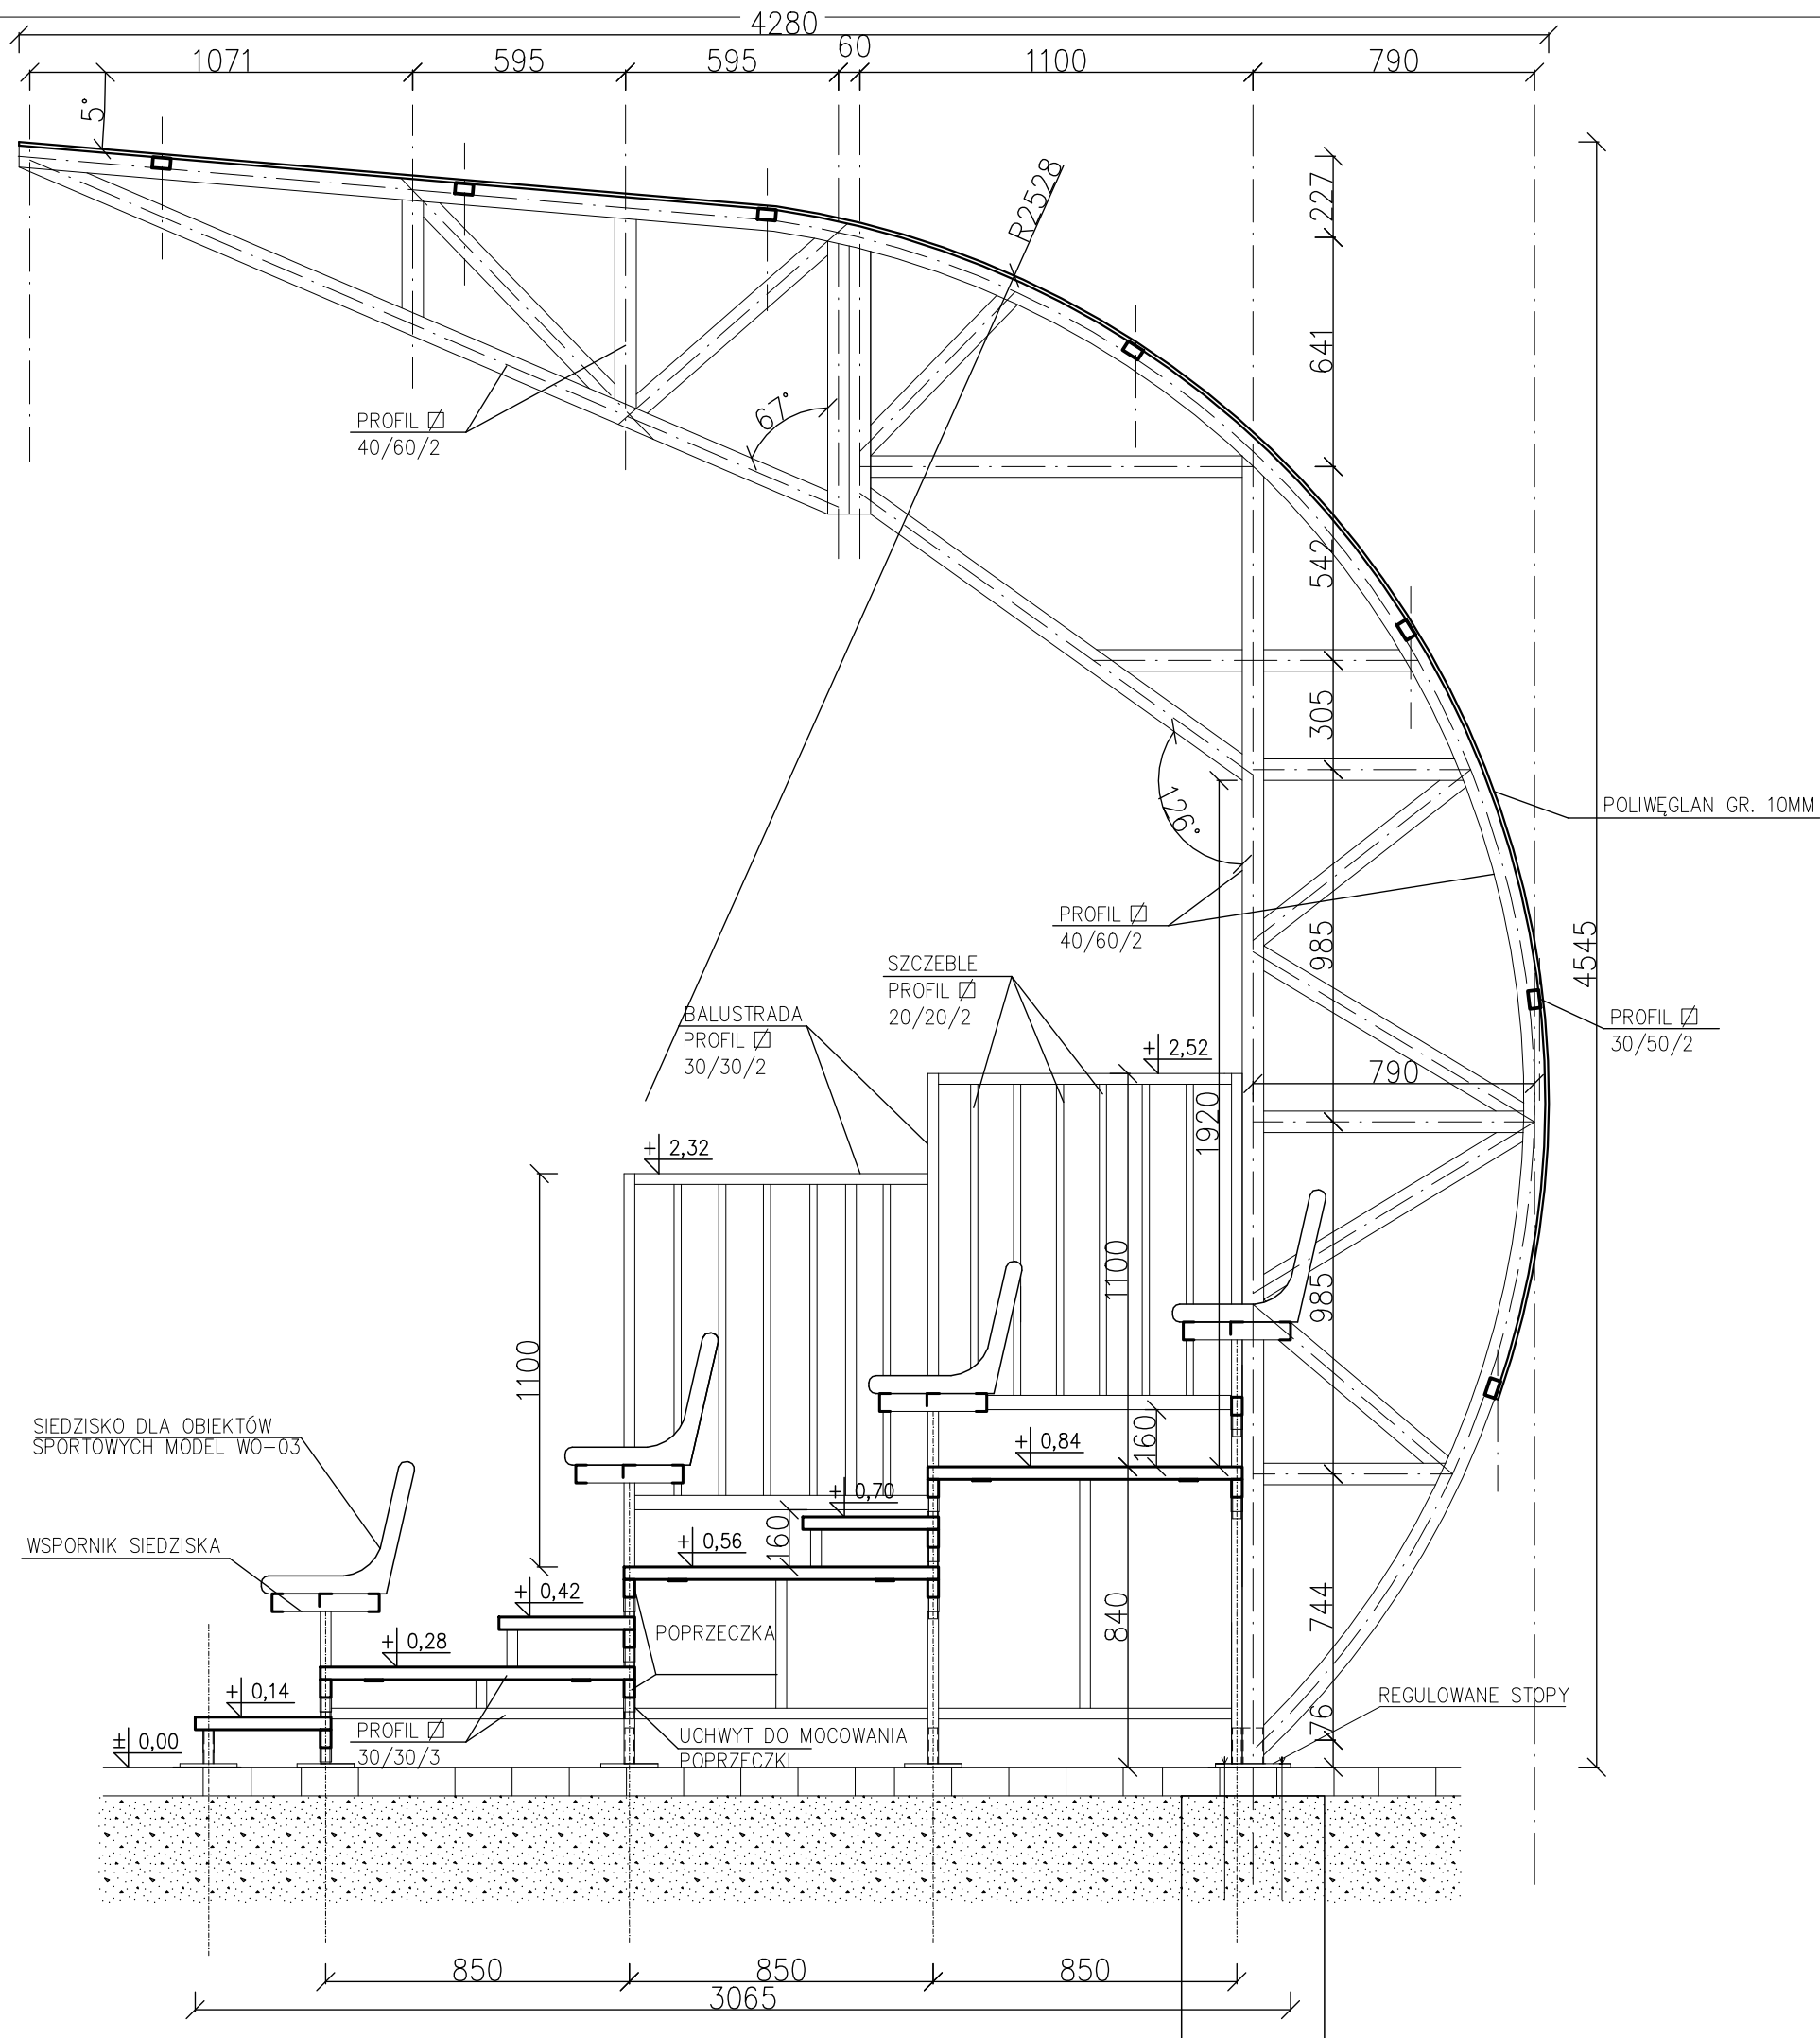 4280
1071
595
595
60
1100
790
5°
R2528
227
641
67°
PROFIL
40/60/2
542
305
126°
POLIWĘGLAN GR. 10MM
PROFIL
40/60/2
985
4545
SZCZEBLE
PROFIL
20/20/2
BALUSTRADA
PROFIL
30/30/2
PROFIL
30/50/2
+ 2,52
790
1920
+ 2,32
1100
985
1100
SIEDZISKO DLA OBIEKTÓW
SPORTOWYCH MODEL WO-03
+ 0,84
160
+ 0,70
WSPORNIK SIEDZISKA
+ 0,56
160
+ 0,42
840
744
POPRZECZKA
+ 0,28
+ 0,14
REGULOWANE STOPY
76
± 0,00
PROFIL
30/30/3
UCHWYT DO MOCOWANIA
POPRZECZKI
850
850
850
3065